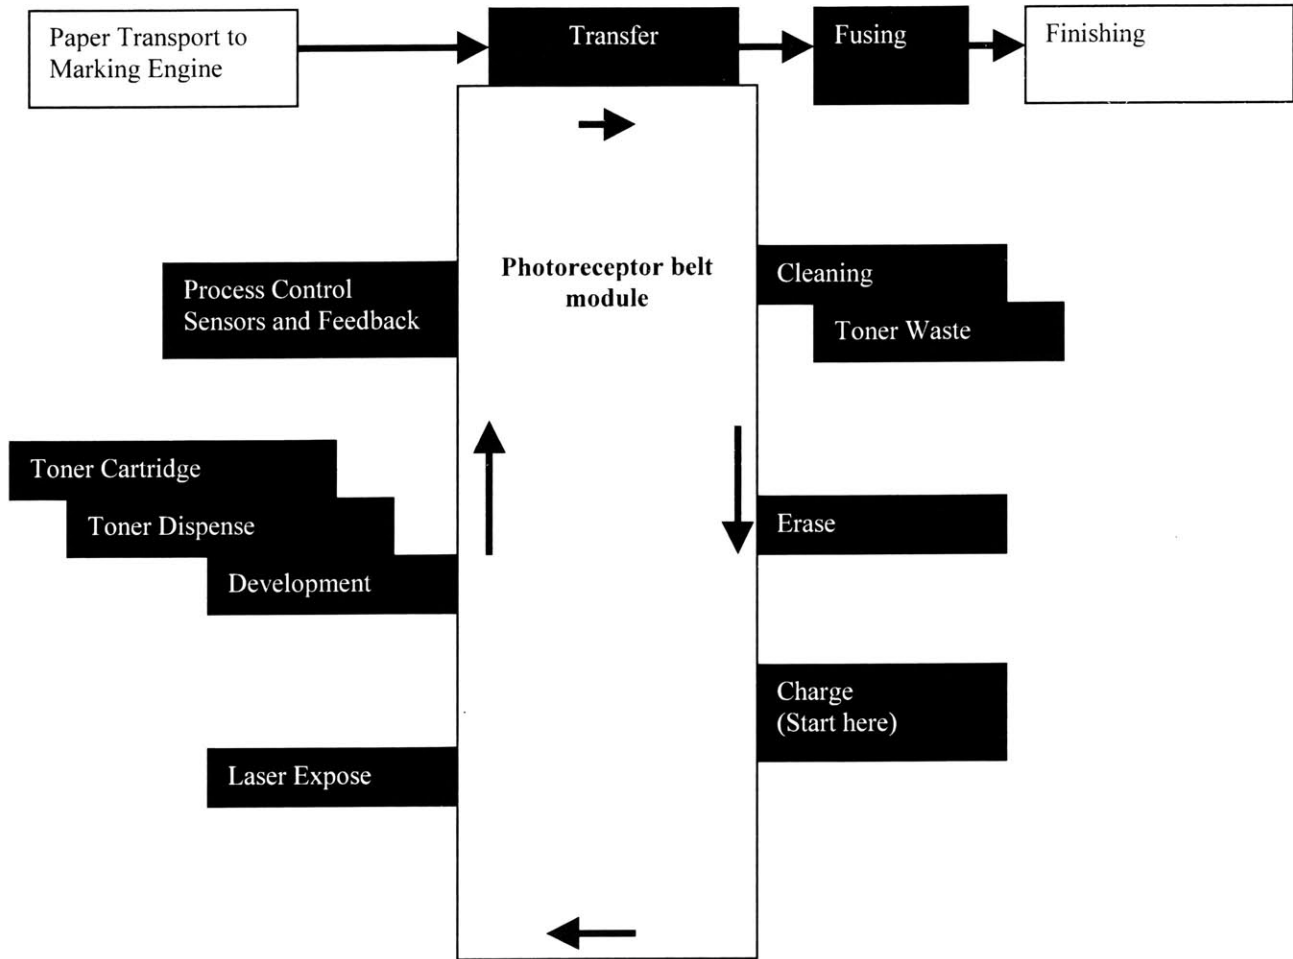 Paper Transport to
Marking Engine
Transfer
Fusing
Finishing
Photoreceptor belt
module
Process Control
Sensors and Feedback
Cleaning
Toner Waste
Toner Cartridge
Toner Dispense
Development
Erase
Charge
(Start here)
Laser Expose